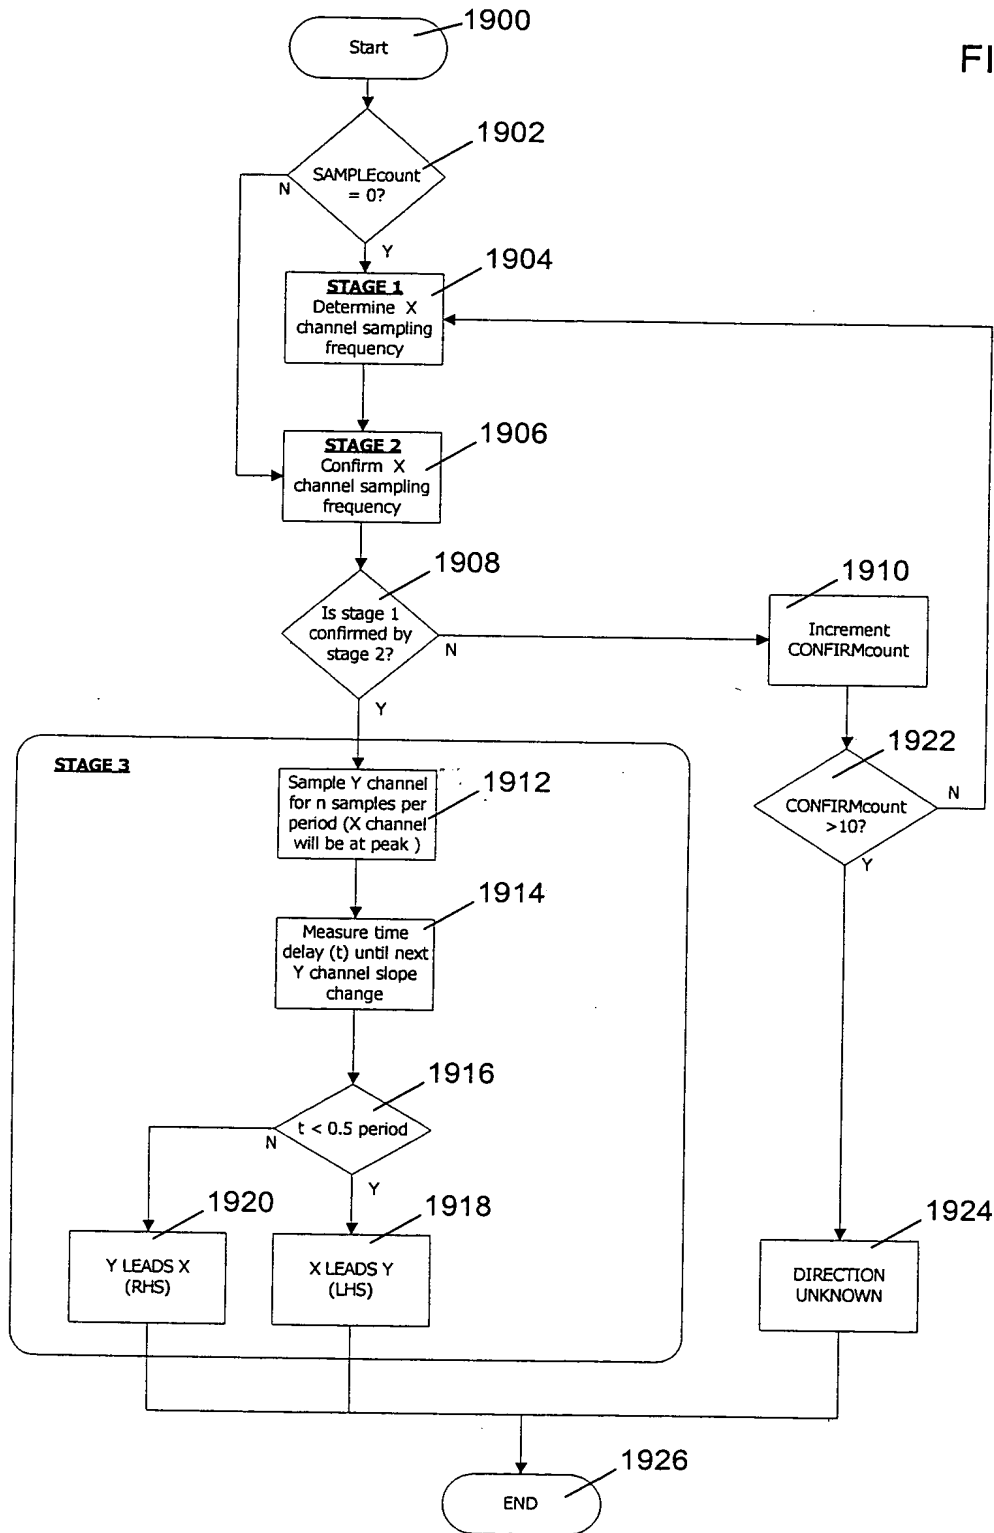 1900
Start
FI
1902
SAMPLEcount
= 0?
N
Y
1904
STAGE 1
Determine X
channel sampling
frequency
1906
STAGE 2
Confirm X
channel sampling
frequency
1908
Is stage 1
confirmed by
stage 2?
N
Y
1910
Increment
CONFIRMcount
1922
CONFIRMcount
>10?
N
Y
STAGE 3
1912
Sample Y channel
for n samples per
period (X channel
will be at peak )
1914
Measure time
delay (t) until next
Y channel slope
change
1916
t < 0.5 period
N
Y
1920
Y LEADS X
(RHS)
1918
X LEADS Y
(LHS)
1924
DIRECTION
UNKNOWN
1926
END